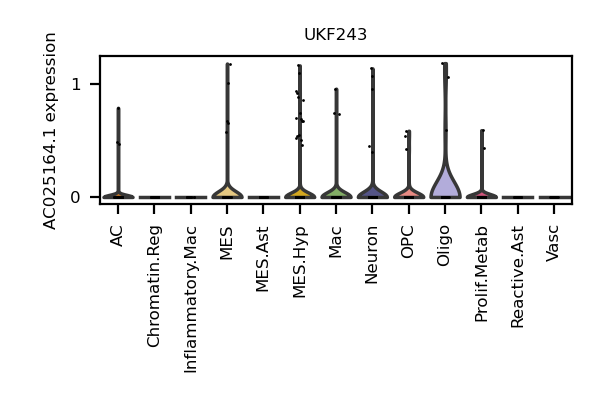 UKF243
AC025164.1 expression
1
0
AC
Chromatin.Reg
Inflammatory.Mac
MES
MES.Ast
MES.Hyp
Mac
Neuron
OPC
Oligo
Prolif.Metab
Reactive.Ast
Vasc